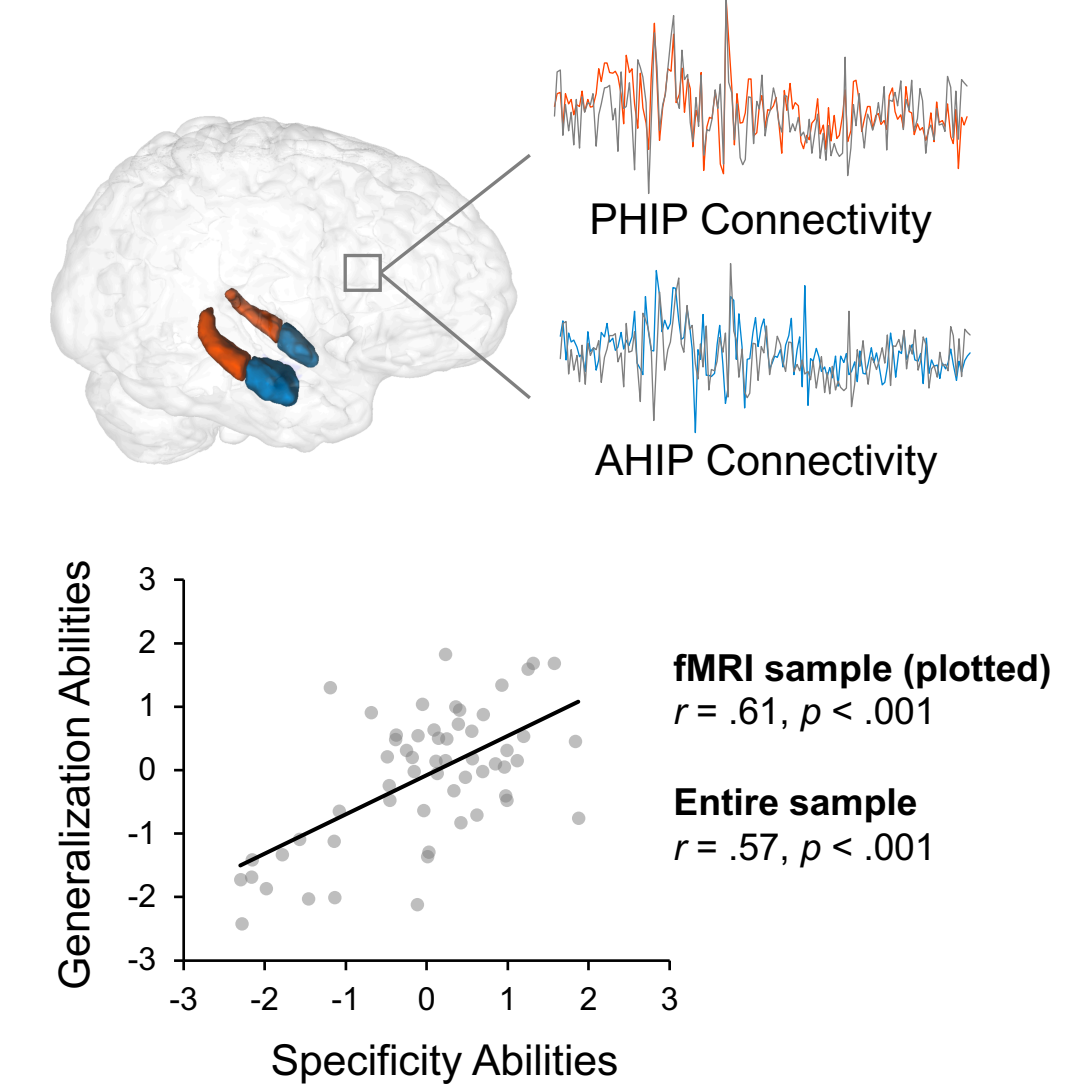 PHIP Connectivity
AHIP Connectivity
Generalization Abilities
3
2
1
0
-1
-2
-3
-3 -2 -1 0 1 2 3
Specificity Abilities
fMRI sample (plotted)
r = .61, p < .001
Entire sample
r = .57, p < .001